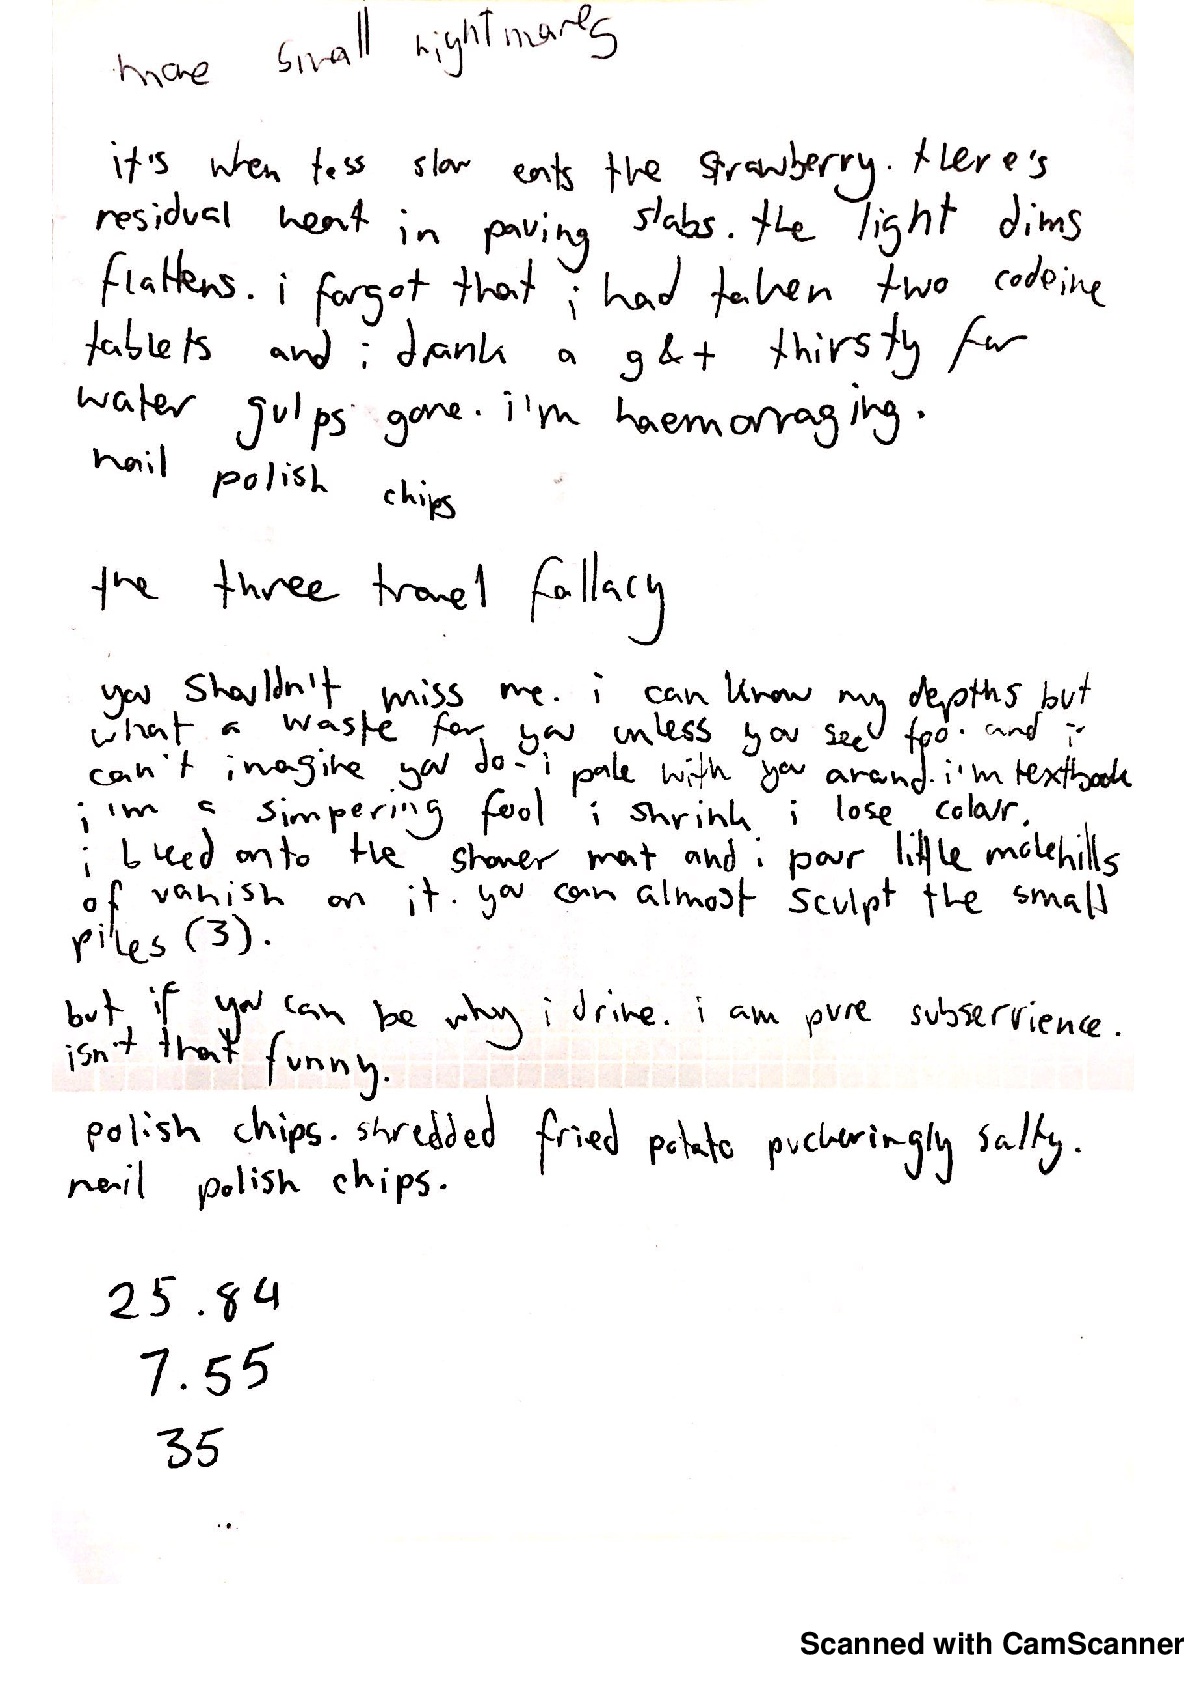 more small nightmares
it's when tess slow eats the strawberry. there's
residual heat in paving slabs. the light dims
flattens. i forgot that i had taken two codeine
tablets and i drank a g&t thirsty for
water gulps gone. i'm haemorraging.
nail polish chips
the three travel fallacy
you shouldn't miss me. i can know my depths but
what a waste for you unless you see too. and i
can't imagine you do - i pale with you around. i'm textbook
i'm a simpering fool i shrink i lose colour.
i bleed onto the shower mat and i pour little molehills
of vanish on it. you can almost sculpt the small
piles (3).
but if you can be why i drive. i am pure subservience.
isn't that funny.
polish chips. shredded fried potato puckeringly salty.
nail polish chips.
25.84
7.55
35
Scanned with CamScanner